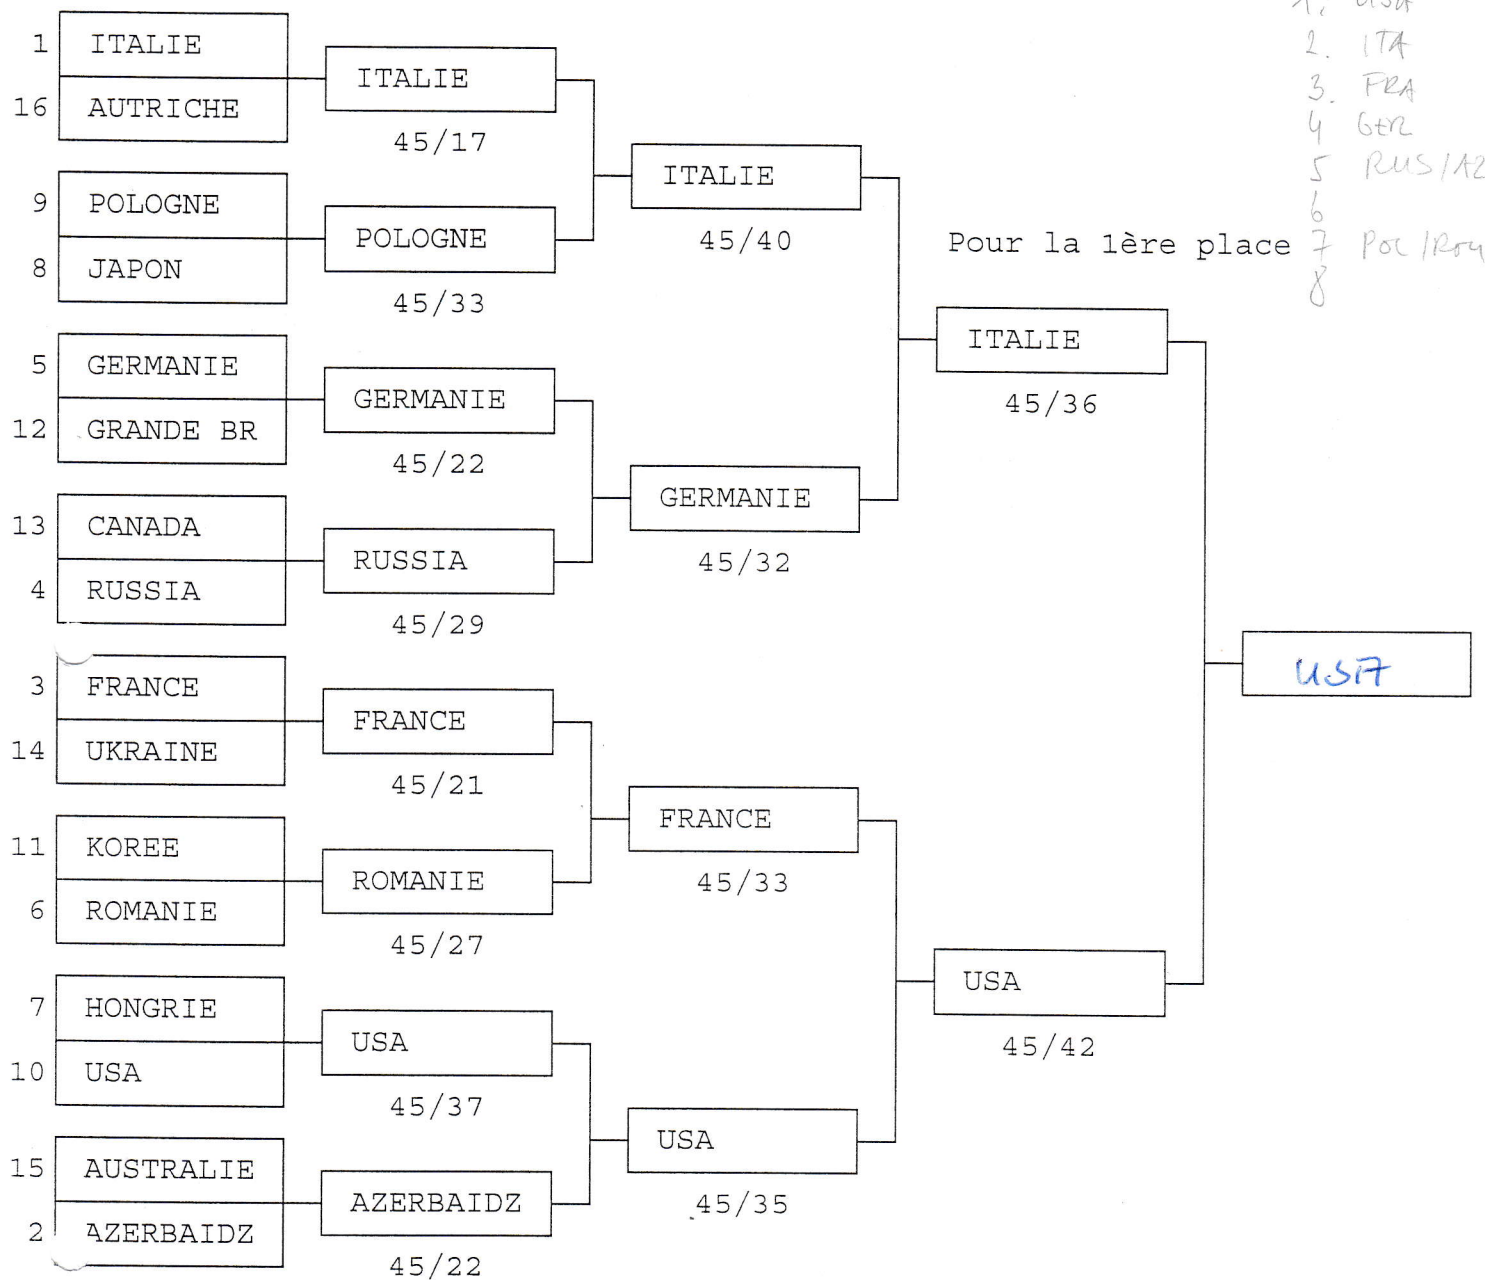 1. USA
2. ITA
3. FRA
4 GER
5 RUS/AZ
6
7 POL/ROM
8
1 ITALIE
16 AUTRICHE
ITALIE
45/17
9 POLOGNE
8 JAPON
POLOGNE
45/33
ITALIE
45/40
5 GERMANIE
12 GRANDE BR
GERMANIE
45/22
13 CANADA
4 RUSSIA
RUSSIA
45/29
GERMANIE
45/32
Pour la 1ère place
ITALIE
45/36
3 FRANCE
14 UKRAINE
FRANCE
45/21
11 KOREE
6 ROMANIE
ROMANIE
45/27
FRANCE
45/33
7 HONGRIE
10 USA
USA
45/37
15 AUSTRALIE
2 AZERBAIDZ
AZERBAIDZ
45/22
USA
45/35
USA
45/42
USA